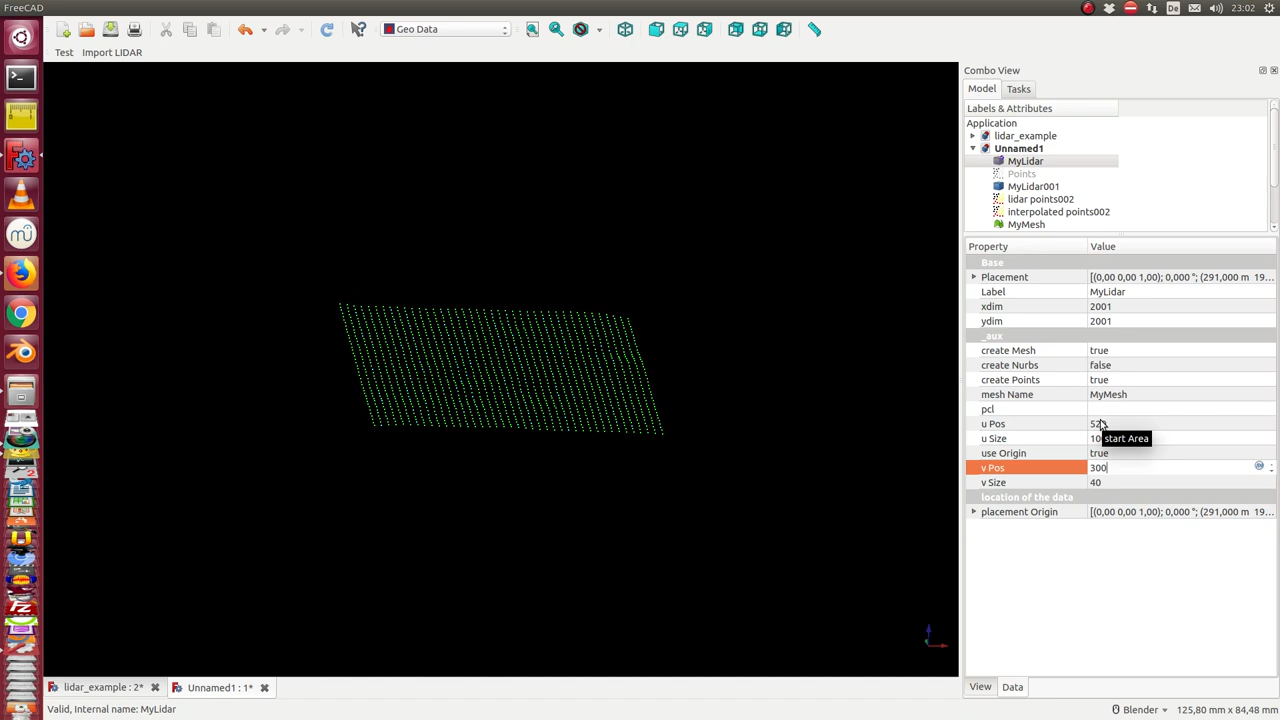 FreeCAD
De
23:02
Geo Data
Test Import LIDAR
Combo View
Model Tasks
Labels & Attributes
Application
lidar_example
Unnamed1
MyLidar
Points
MyLidar001
lidar points002
interpolated points002
MyMesh
Property Value
Base
Placement [(0,00 0,00 1,00); 0,000 °; (291,000 m 19...
Label MyLidar
xdim 2001
ydim 2001
_aux
create Mesh true
create Nurbs false
create Points true
mesh Name MyMesh
pcl
u Pos
u Size
start Area
use Origin true
v Pos 300
v Size 40
location of the data
placement Origin [(0,00 0,00 1,00); 0,000 °; (291,000 m 19...
View Data
lidar_example : 2*
Unnamed1 : 1*
Valid, Internal name: MyLidar
Blender 125,80 mm x 84,48 mm